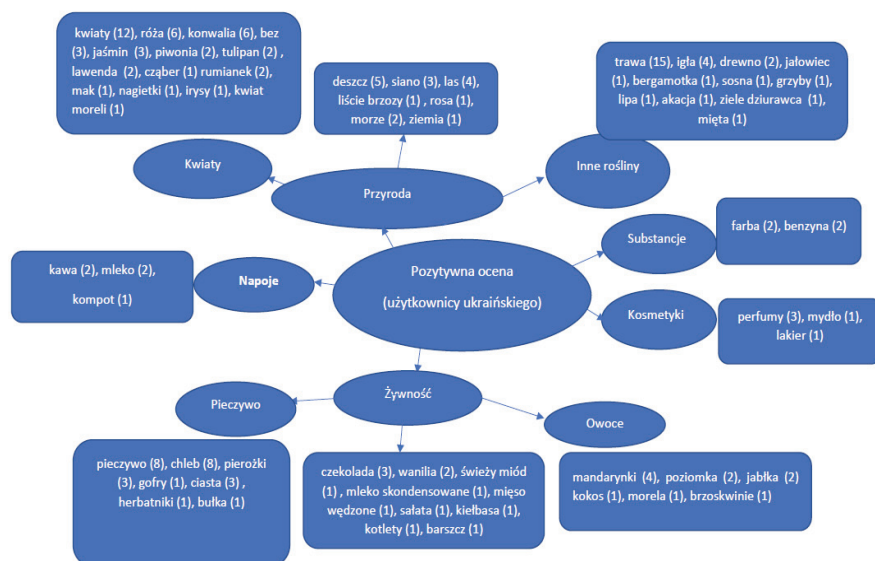 kwiaty (12), róża (6), konwalia (6), bez
(3), jaśmin (3), piwonia (2), tulipan (2) ,
lawenda (2), cząber (1) rumianek (2),
mak (1), nagietki (1), irysy (1), kwiat
moreli (1)
deszcz (5), siano (3), las (4),
liście brzozy (1) , rosa (1),
morze (2), ziemia (1)
trawa (15), igła (4), drewno (2), jałowiec
(1), bergamotka (1), sosna (1), grzyby (1),
lipa (1), akacja (1), ziele dziurawca (1),
mięta (1)
Kwiaty
Przyroda
Inne rośliny
Substancje
farba (2), benzyna (2)
kawa (2), mleko (2),
kompot (1)
Napoje
Pozytywna ocena
(użytkownicy ukraińskiego)
Kosmetyki
perfumy (3), mydło (1),
lakier (1)
Pieczywo
Żywność
Owoce
pieczywo (8), chleb (8), pierożki
(3), gofry (1), ciasta (3) ,
herbatniki (1), bułka (1)
czekolada (3), wanilia (2), świeży miód
(1) , mleko skondensowane (1), mięso
wędzone (1), sałata (1), kiełbasa (1),
kotlety (1), barszcz (1)
mandarynki (4), poziomka (2), jabłka (2)
kokos (1), morela (1), brzoskwinie (1)